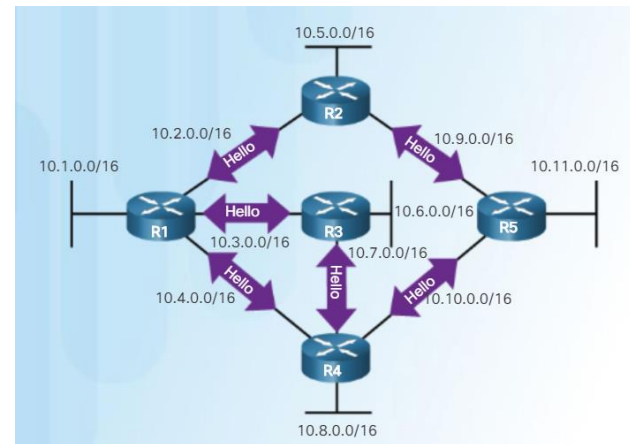 10.5.0.0/16
R2
10.2.0.0/16
Hello
Hello
10.9.0.0/16
10.1.0.0/16
10.11.0.0/16
R1
Hello
R3
10.6.0.0/16
R5
10.3.0.0/16
10.7.0.0/16
Hello
Hello
Hello
10.4.0.0/16
10.10.0.0/16
R4
10.8.0.0/16